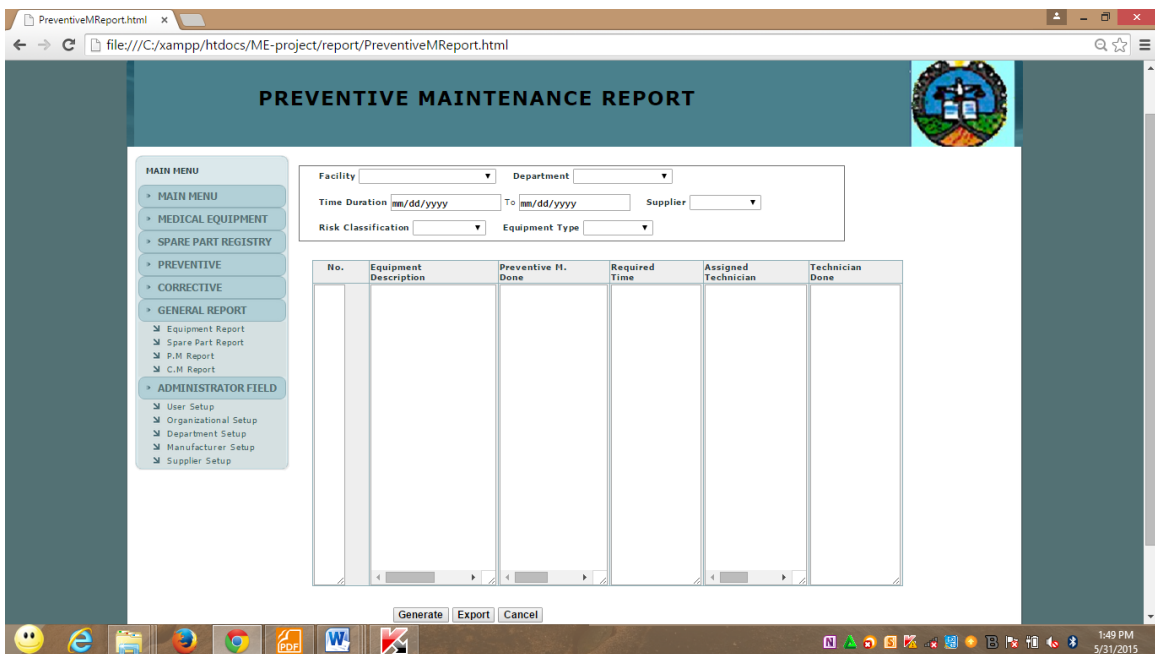 PreventiveMReport.html
file:///C:/xampp/htdocs/ME-project/report/PreventiveMReport.html
PREVENTIVE MAINTENANCE REPORT
MAIN MENU
MAIN MENU
MEDICAL EQUIPMENT
SPARE PART REGISTRY
PREVENTIVE
CORRECTIVE
GENERAL REPORT
Equipment Report
Spare Part Report
P.M Report
C.M Report
ADMINISTRATOR FIELD
User Setup
Organizational Setup
Department Setup
Manufacturer Setup
Supplier Setup
Facility Department
Time Duration mm/dd/yyyy To mm/dd/yyyy Supplier
Risk Classification Equipment Type
No. Equipment Preventive M. Required Assigned Technician
Description Done Time Technician Done
Generate Export Cancel
PDF
1:49 PM
5/31/2015